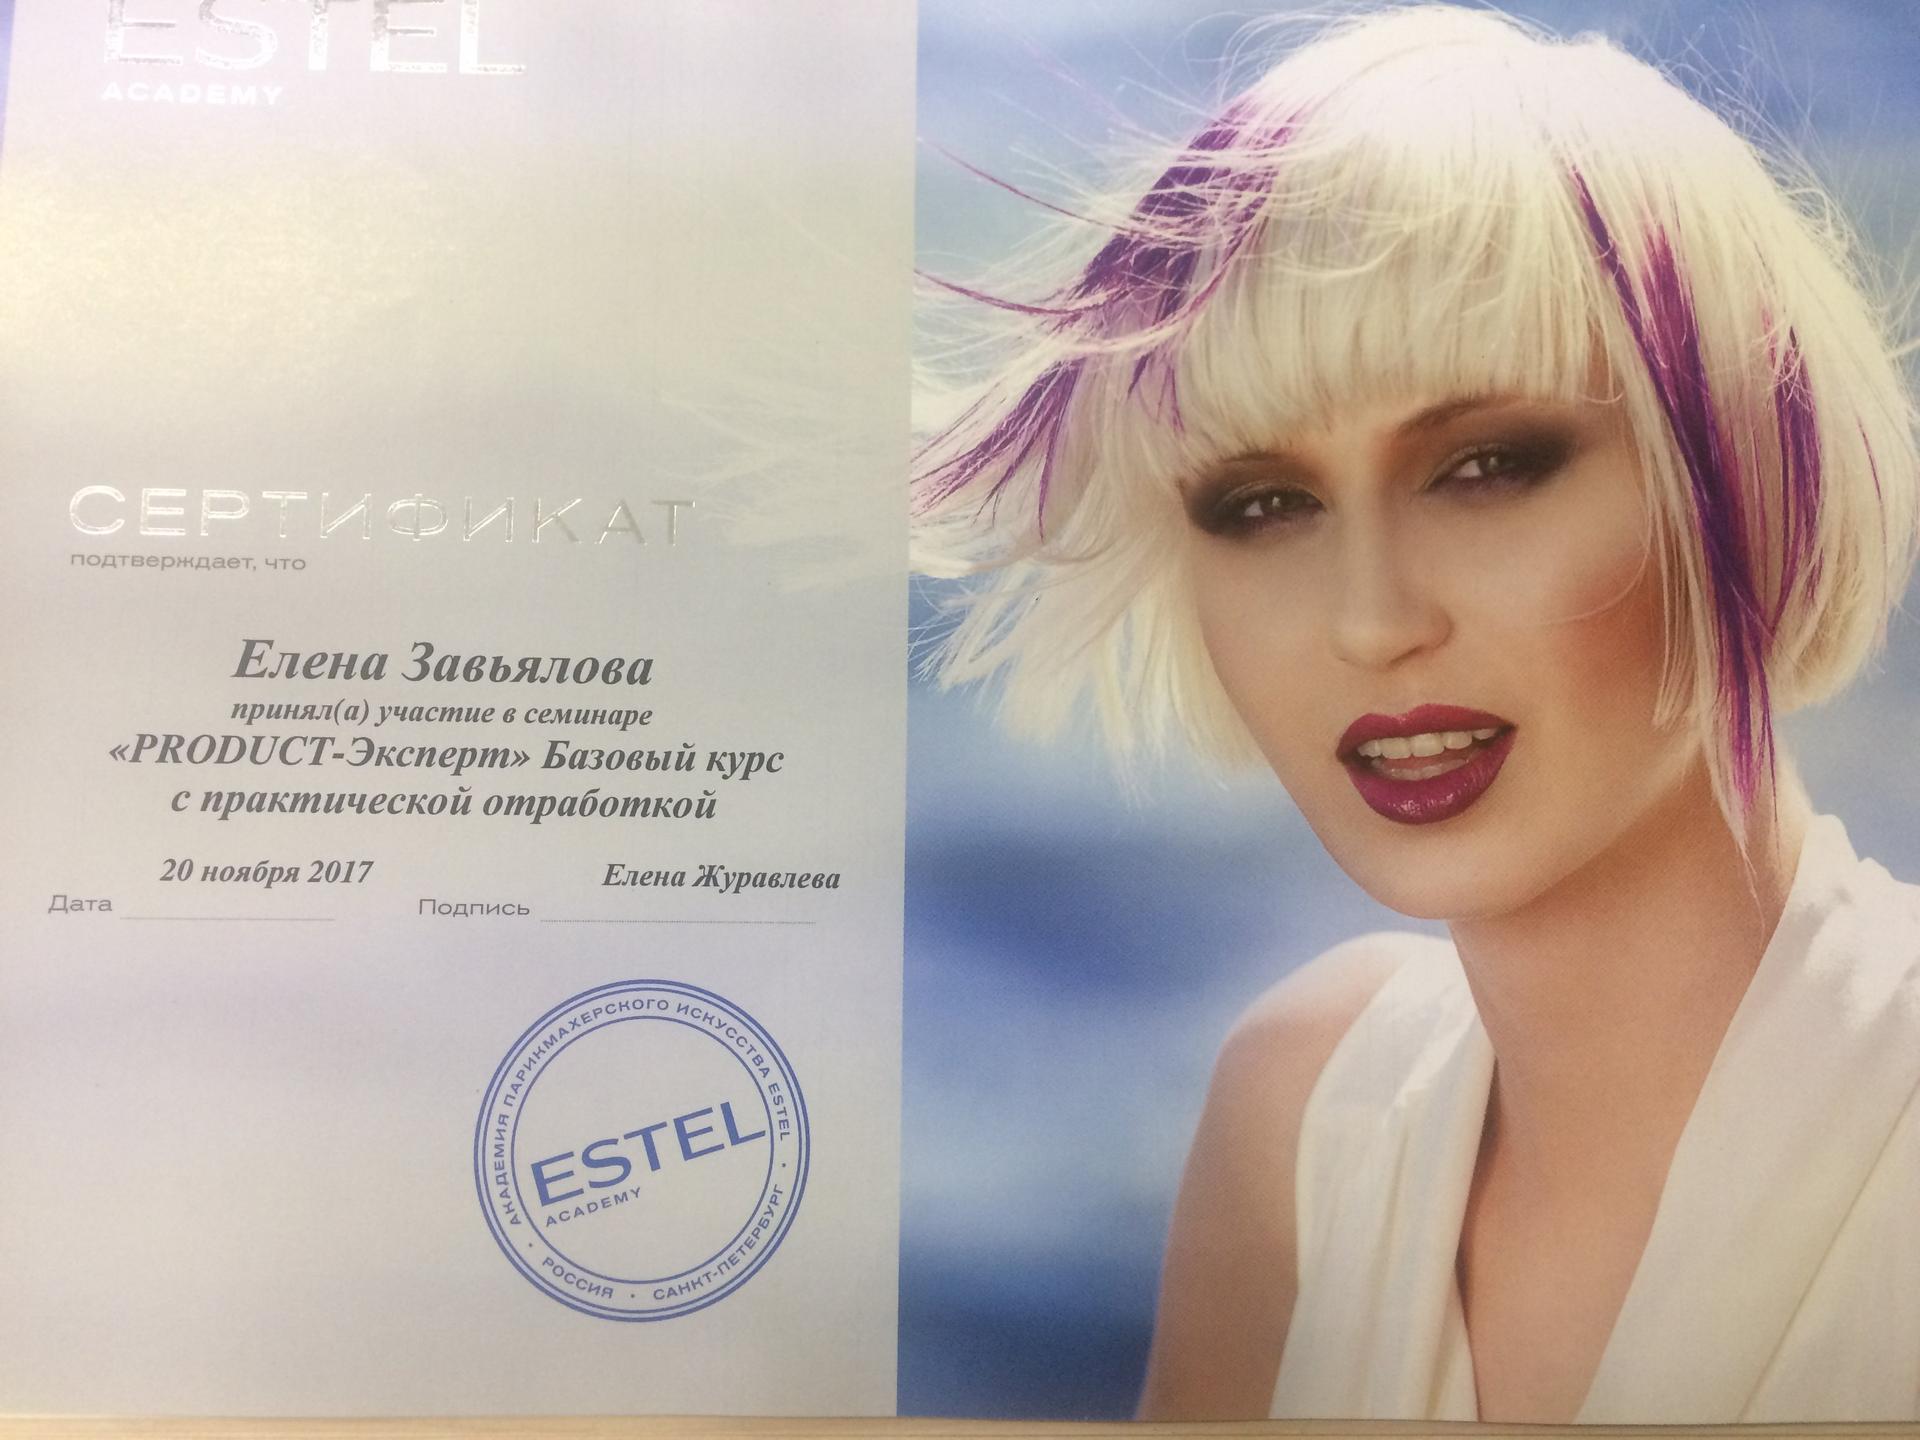 ESTEL
ACADEMY
СЕРТИФИКАТ
подтверждает, что
Елена Завьялова
принял(а) участие в семинаре
«PRODUCT-Эксперт» Базовый курс
с практической отработкой
20 ноября 2017
Елена Журавлева
Дата
Подпись
АКАДЕМИЯ ПАРИКМАХЕРСКОГО ИСКУССТВА ESTEL
ESTEL
ACADEMY
РОССИЯ • САНКТ-ПЕТЕРБУРГ